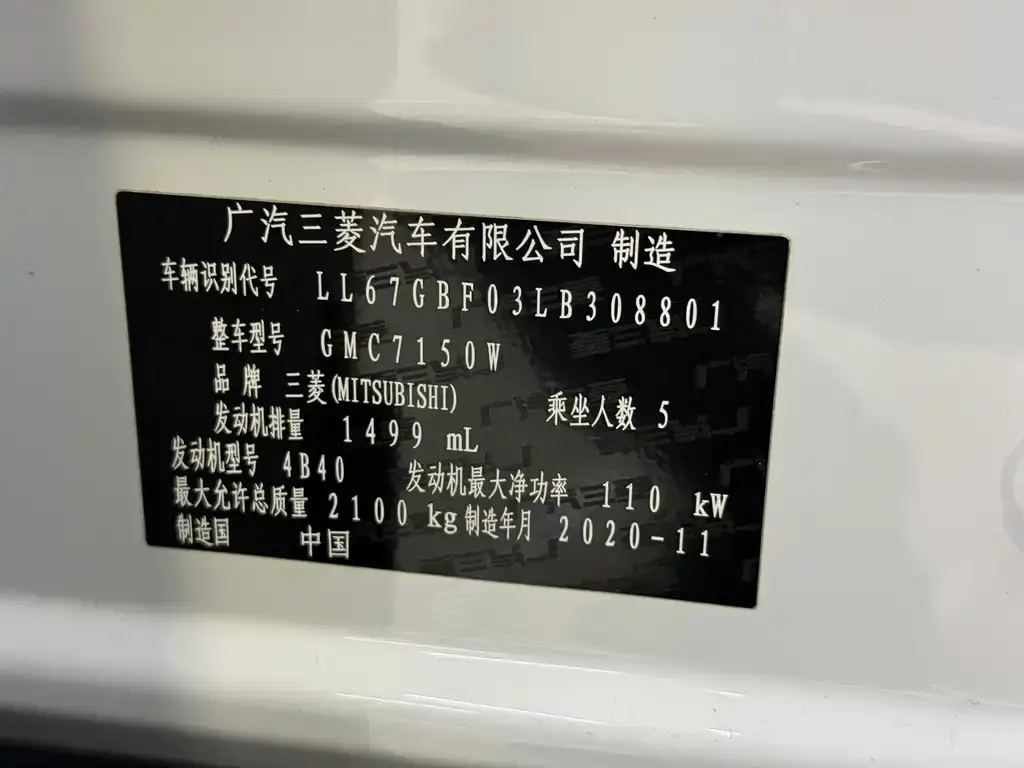 广汽三菱汽车有限公司 制造
车辆识别代号 LL67GBF03LB308801
整车型号 GMC7150W
品牌 三菱(MITSUBISHI) 乘坐人数 5
发动机排量 1499 mL
发动机型号 4B40 发动机最大净功率 110 kW
最大允许总质量 2100 kg 制造年月 2020-11
制造国 中国